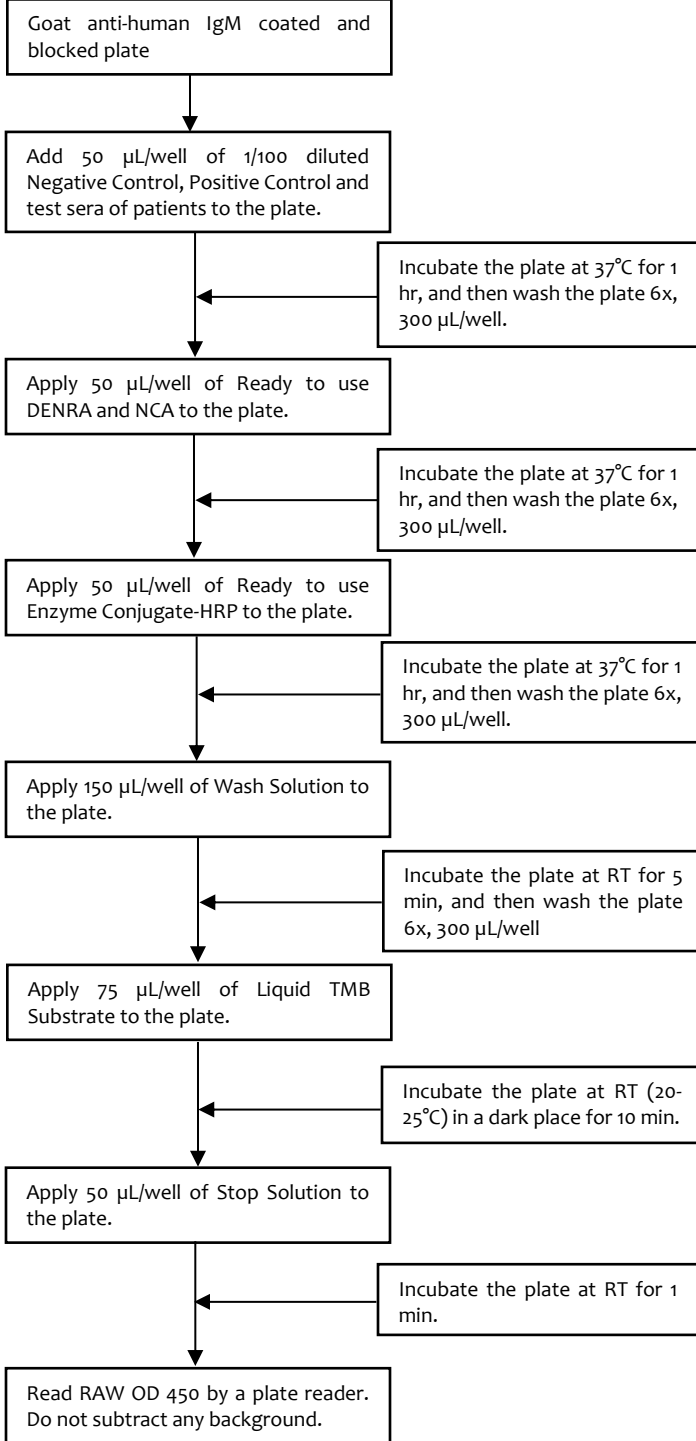 Goat anti-human IgM coated and
blocked plate
Add 50 µL/well of 1/100 diluted
Negative Control, Positive Control and
test sera of patients to the plate.
Incubate the plate at 37°C for 1
hr, and then wash the plate 6x,
300 µL/well.
Apply 50 µL/well of Ready to use
DENRA and NCA to the plate.
Incubate the plate at 37°C for 1
hr, and then wash the plate 6x,
300 µL/well.
Apply 50 µL/well of Ready to use
Enzyme Conjugate-HRP to the plate.
Incubate the plate at 37°C for 1
hr, and then wash the plate 6x,
300 µL/well.
Apply 150 µL/well of Wash Solution to
the plate.
Incubate the plate at RT for 5
min, and then wash the plate
6x, 300 µL/well
Apply 75 µL/well of Liquid TMB
Substrate to the plate.
Incubate the plate at RT (20-
25°C) in a dark place for 10 min.
Apply 50 µL/well of Stop Solution to
the plate.
Incubate the plate at RT for 1
min.
Read RAW OD 450 by a plate reader.
Do not subtract any background.